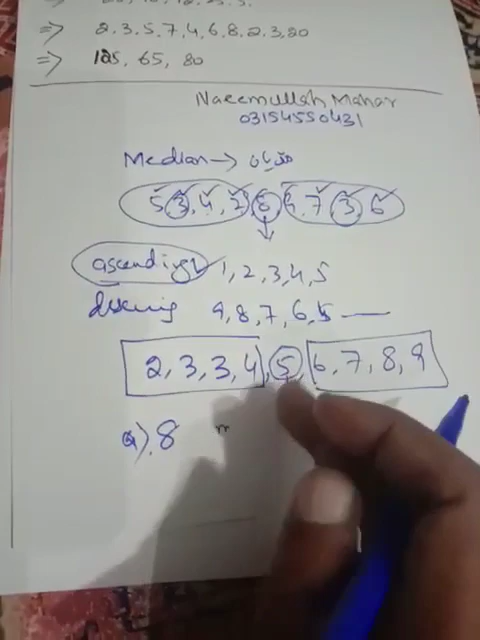 => 2,3,5,7,4,6,8,2,3,20
=> 125, 65, 80
Naeemullah Mahar
03154550431
Median →
5 3, 4, 2 6 4, 7 3, 6
ascending 1, 2, 3, 4, 5
9, 8, 7, 6, 5
2, 3, 3, 4, 5, 6, 7, 8, 9
Q). 8